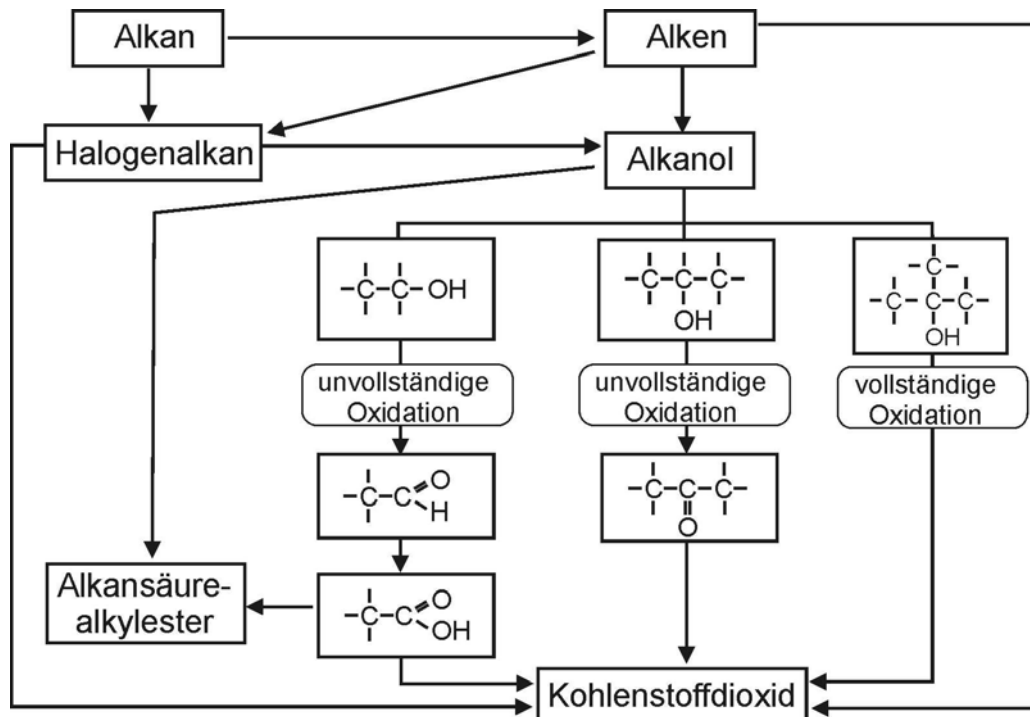 Alkan
Alken
Halogenalkan
Alkanol
C-C-OH
C-C-C
OH
C
C-C-C
OH
unvollständige
Oxidation
unvollständige
Oxidation
vollständige
Oxidation
C-C
O
H
C-C-C
O
Alkansäure-
alkylester
C-C
O
OH
Kohlenstoffdioxid